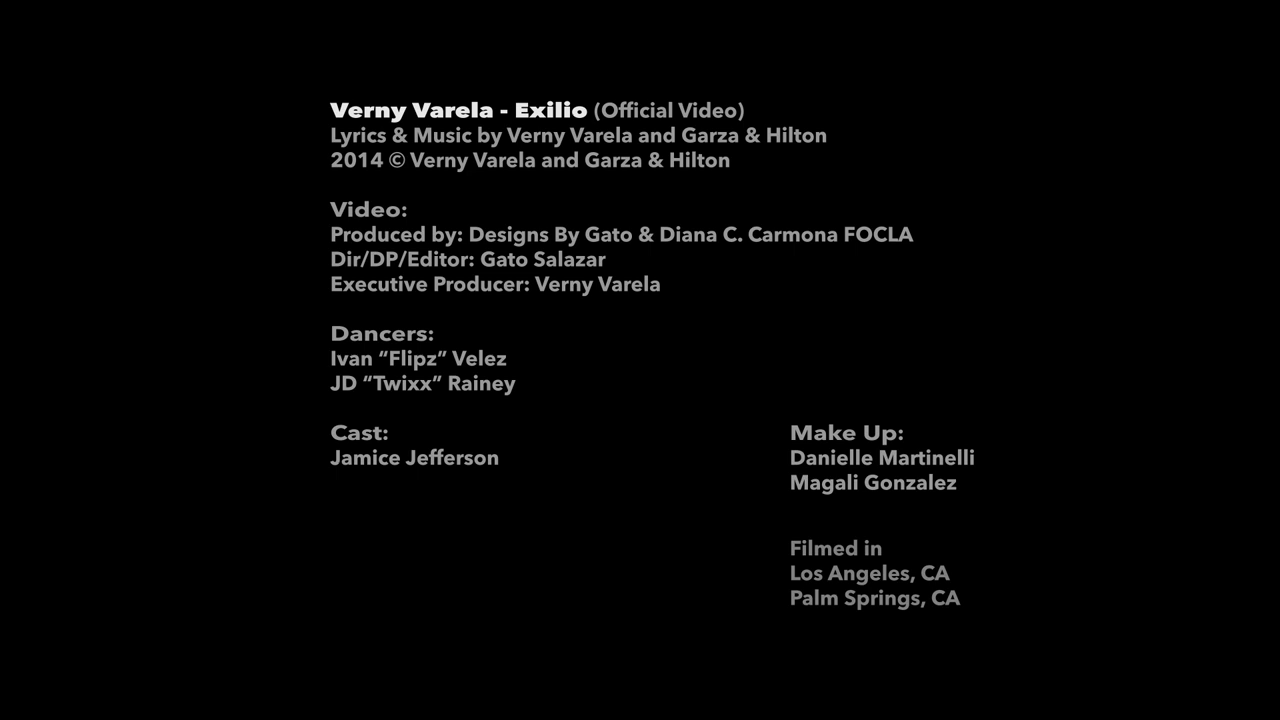 Verny Varela - Exilio (Official Video)
Lyrics & Music by Verny Varela and Garza & Hilton
2014 © Verny Varela and Garza & Hilton
Video:
Produced by: Designs By Gato & Diana C. Carmona FOCLA
Dir/DP/Editor: Gato Salazar
Executive Producer: Verny Varela
Dancers:
Ivan “Flipz” Velez
JD “Twixx” Rainey
Cast:
Jamice Jefferson
Make Up:
Danielle Martinelli
Magali Gonzalez
Filmed in
Los Angeles, CA
Palm Springs, CA